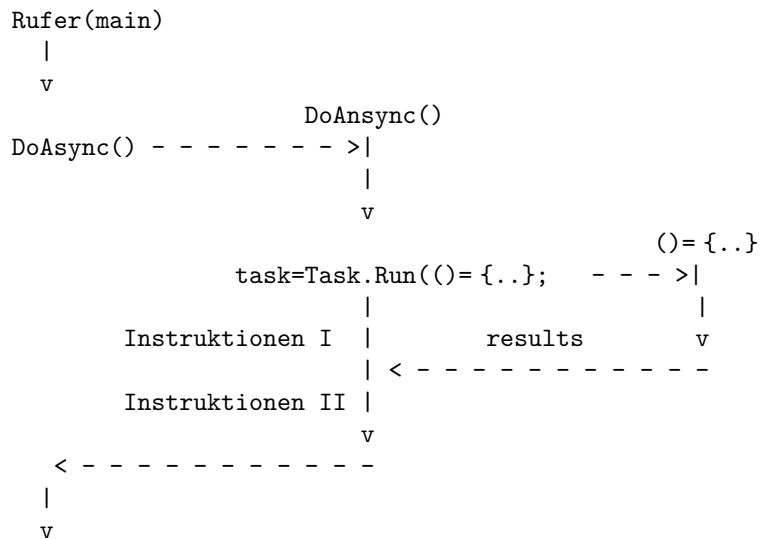 Rufer(main)
|
v
DoAnsync()
DoAsync() - - - - - - - >|
|
v
()= {..}
task=Task.Run(()= {..}; - - - >|
| |
Instruktionen I | results v
| < - - - - - - - - - - -
Instruktionen II |
v
< - - - - - - - - - - -
|
v